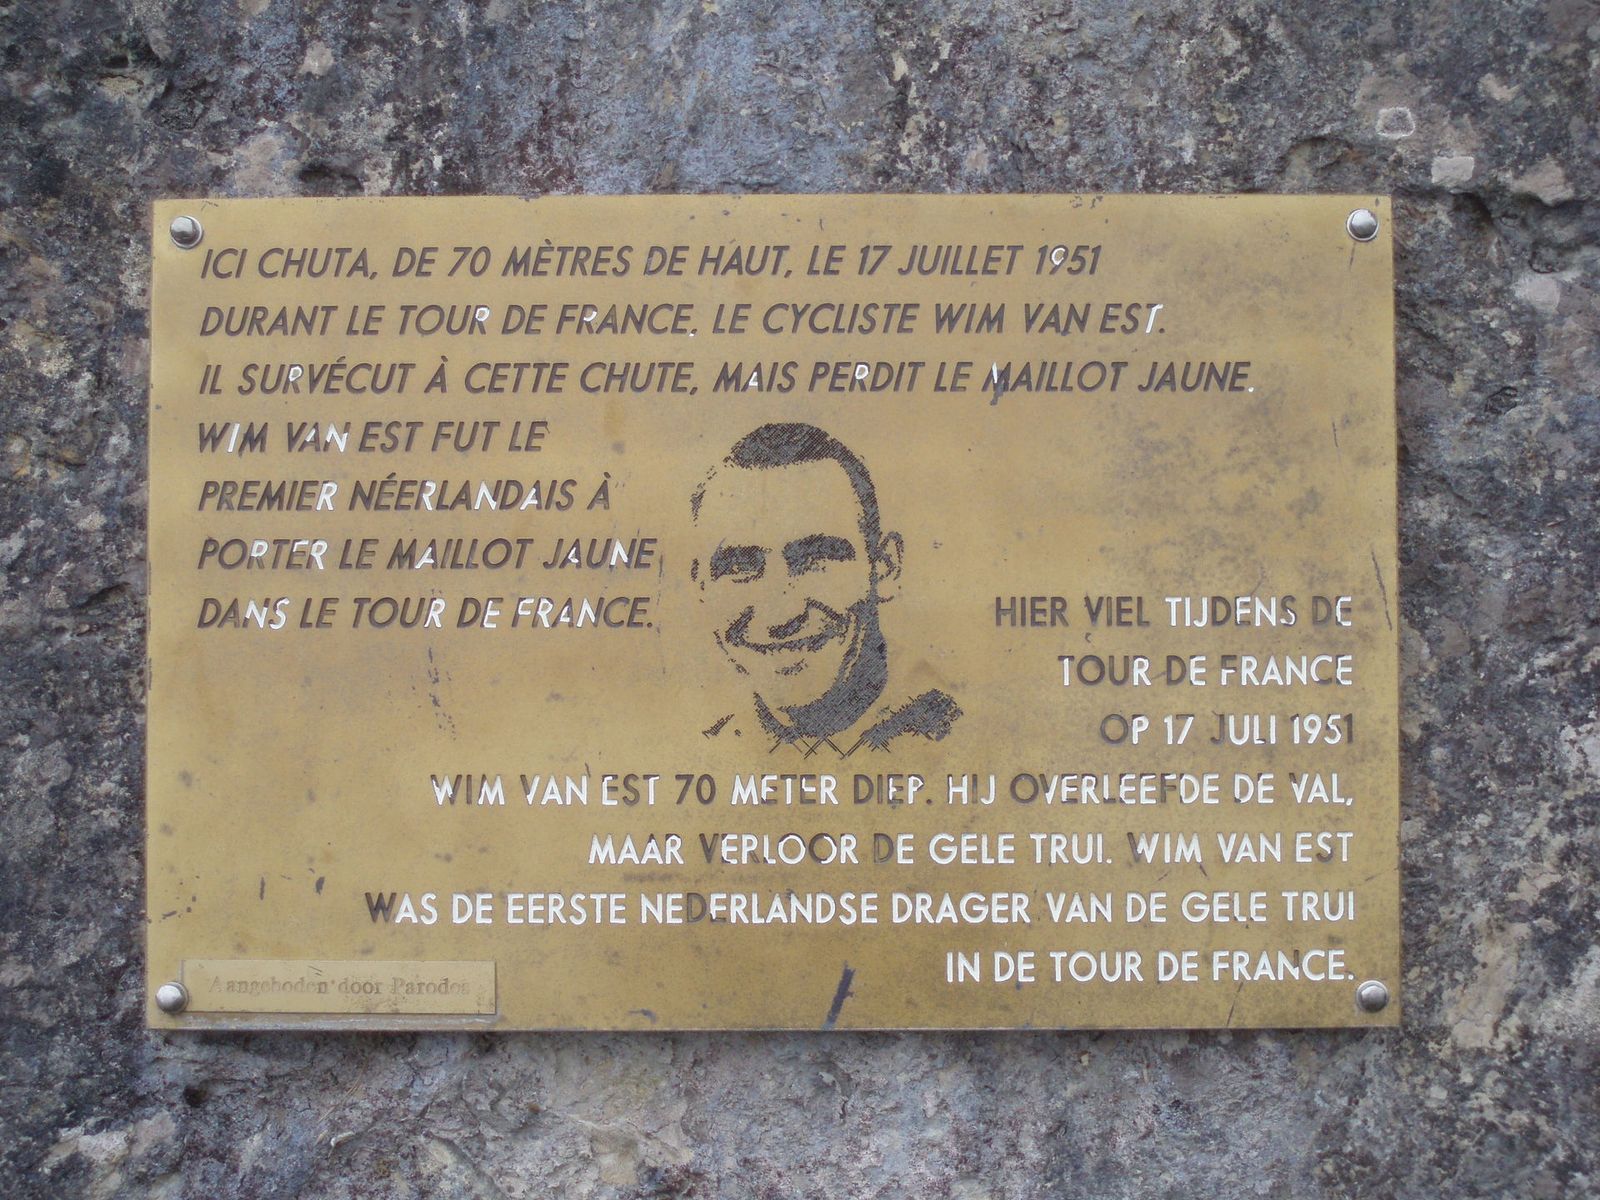 ICI CHUTA, DE 70 MÈTRES DE HAUT, LE 17 JUILLET 1951
DURANT LE TOUR DE FRANCE, LE CYCLISTE WIM VAN EST.
IL SURVÉCUT À CETTE CHUTE, MAIS PERDIT LE MAILLOT JAUNE.
WIM VAN EST FUT LE
PREMIER NÉERLANDAIS À
PORTER LE MAILLOT JAUNE
DANS LE TOUR DE FRANCE.
HIER VIEL TIJDENS DE
TOUR DE FRANCE
OP 17 JULI 1951
WIM VAN EST 70 METER DIEP. HIJ OVERLEEFDE DE VAL,
MAAR VERLOOR DE GELE TRUI. WIM VAN EST
WAS DE EERSTE NEDERLANDSE DRAGER VAN DE GELE TRUI
IN DE TOUR DE FRANCE.
Aangeboden door Parodos